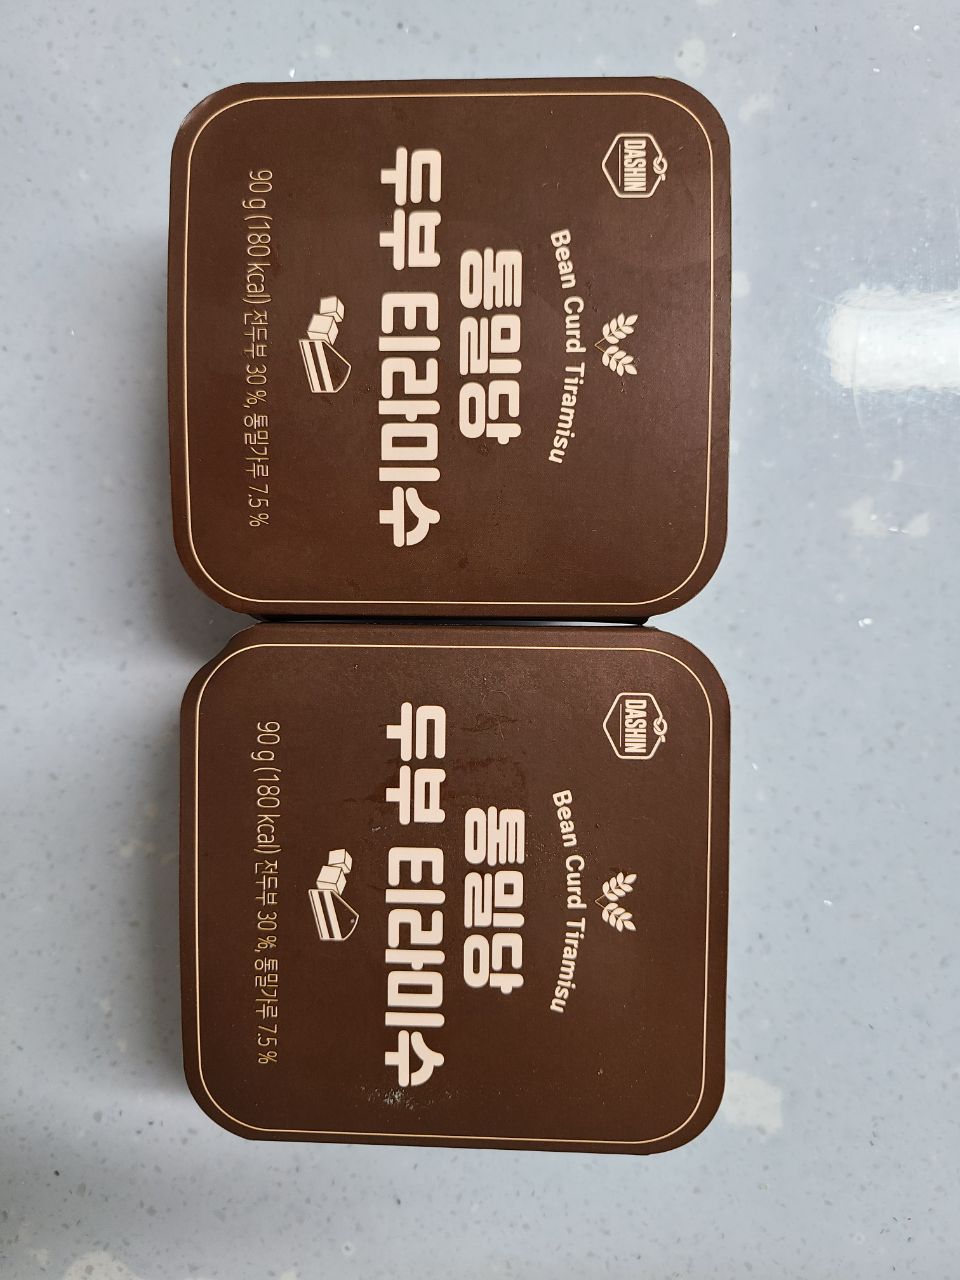 DASHIN
Bean Curd Tiramisu
통밀당
두부 티라미수
90 g (180 kcal) 전두부 30 %, 통밀가루 7.5 %
DASHIN
Bean Curd Tiramisu
통밀당
두부 티라미수
90 g (180 kcal) 전두부 30 %, 통밀가루 7.5 %